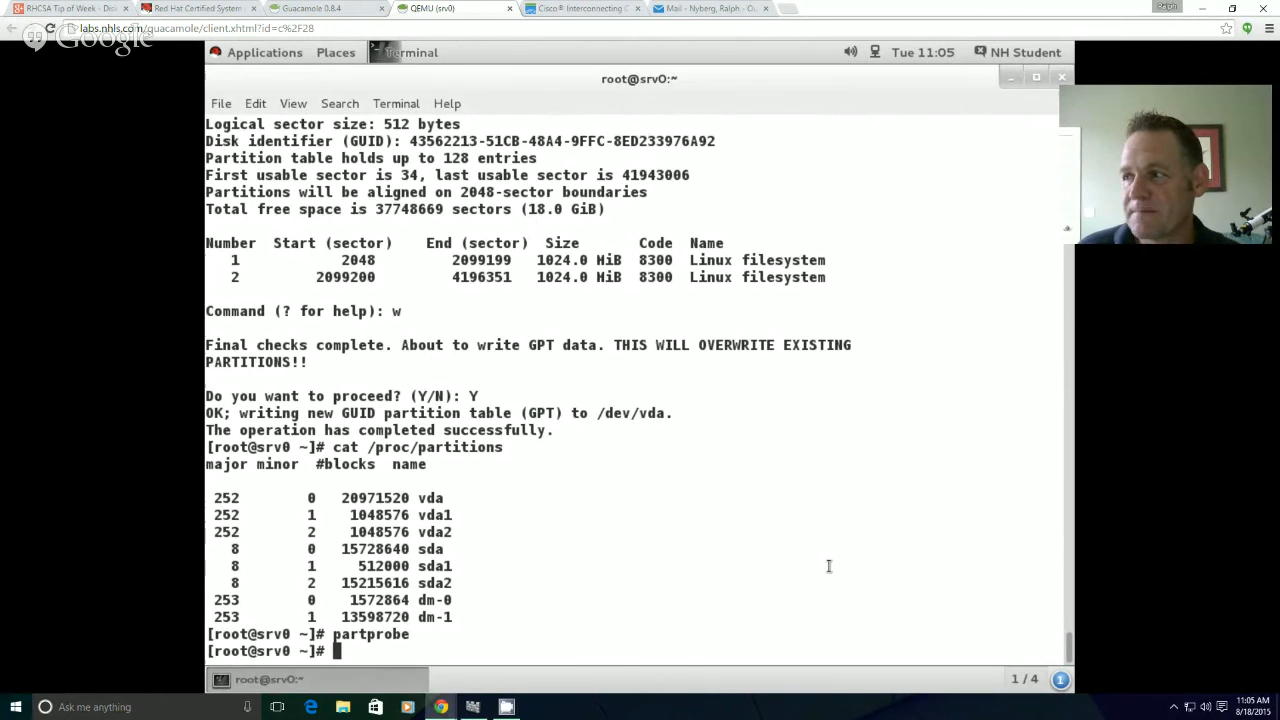 RHCSA Tip of Week - Disk
Red Hat Certified System
Guacamole 0.8.4
QEMU (srv0)
Cisco® Interconnecting C
Mail - Nyberg, Ralph - Ou
Ralph
labs.nhls.com/guacamole/client.xhtml?id=c%2F28
Google
Applications Places Terminal Tue 11:05 NH Student
root@srv0:~
File Edit View Search Terminal Help
Logical sector size: 512 bytes
Disk identifier (GUID): 43562213-51CB-48A4-9FFC-8ED233976A92
Partition table holds up to 128 entries
First usable sector is 34, last usable sector is 41943006
Partitions will be aligned on 2048-sector boundaries
Total free space is 37748669 sectors (18.0 GiB)
Number Start (sector) End (sector) Size Code Name
1 2048 2099199 1024.0 MiB 8300 Linux filesystem
2 2099200 4196351 1024.0 MiB 8300 Linux filesystem
Command (? for help): w
Final checks complete. About to write GPT data. THIS WILL OVERWRITE EXISTING
PARTITIONS!!
Do you want to proceed? (Y/N): Y
OK; writing new GUID partition table (GPT) to /dev/vda.
The operation has completed successfully.
[root@srv0 ~]# cat /proc/partitions
major minor #blocks name
252 0 20971520 vda
252 1 1048576 vda1
252 2 1048576 vda2
8 0 15728640 sda
8 1 512000 sda1
8 2 15215616 sda2
253 0 1572864 dm-0
253 1 13598720 dm-1
[root@srv0 ~]# partprobe
[root@srv0 ~]#
root@srv0:~ 1 / 4 1
Ask me anything
11:05 AM
8/18/2015